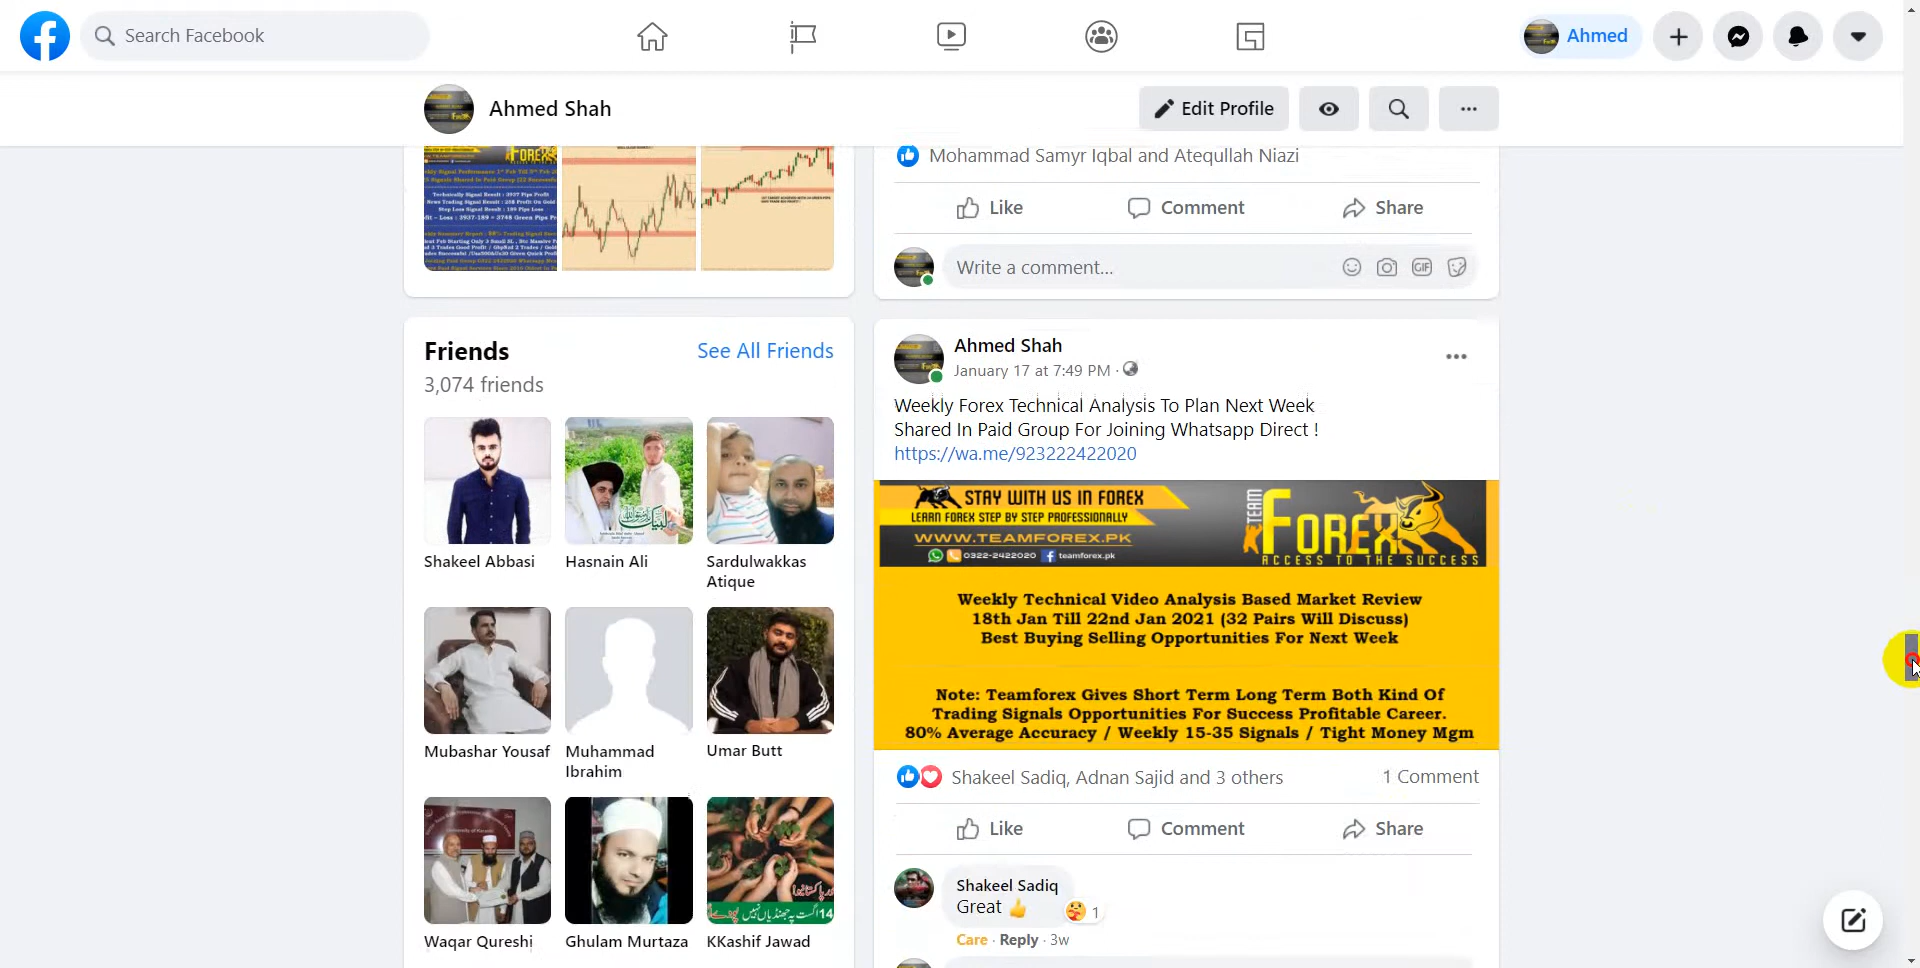 Search Facebook
Ahmed
Ahmed Shah
Edit Profile
FOREX
Technically Signal Result : 3937 Pips Profit
Mohammad Samyr Iqbal and Atequllah Niazi
Like
Comment
Share
Write a comment...
GIF
Friends
See All Friends
3,074 friends
Shakeel Abbasi
Hasnain Ali
Sardulwakkas
Atique
Mubashar Yousaf
Muhammad
Ibrahim
Umar Butt
Waqar Qureshi
Ghulam Murtaza
KKashif Jawad
Ahmed Shah
January 17 at 7:49 PM ·
Weekly Forex Technical Analysis To Plan Next Week
Shared In Paid Group For Joining Whatsapp Direct !
https://wa.me/923222422020
STAY WITH US IN FOREX
LEARN FOREX STEP BY STEP PROFESSIONALLY
WWW.TEAMFOREX.PK
0322-2422020 teamforex.pk
TEAM
FOREX
ACCESS TO THE SUCCESS
Weekly Technical Video Analysis Based Market Review
18th Jan Till 22nd Jan 2021 (32 Pairs Will Discuss)
Best Buying Selling Opportunities For Next Week
Note: Teamforex Gives Short Term Long Term Both Kind Of
Trading Signals Opportunities For Success Profitable Career.
80% Average Accuracy / Weekly 15-35 Signals / Tight Money Mgm
Shakeel Sadiq, Adnan Sajid and 3 others
1 Comment
Like
Comment
Share
Shakeel Sadiq
Great 👍
1
Care · Reply · 3w